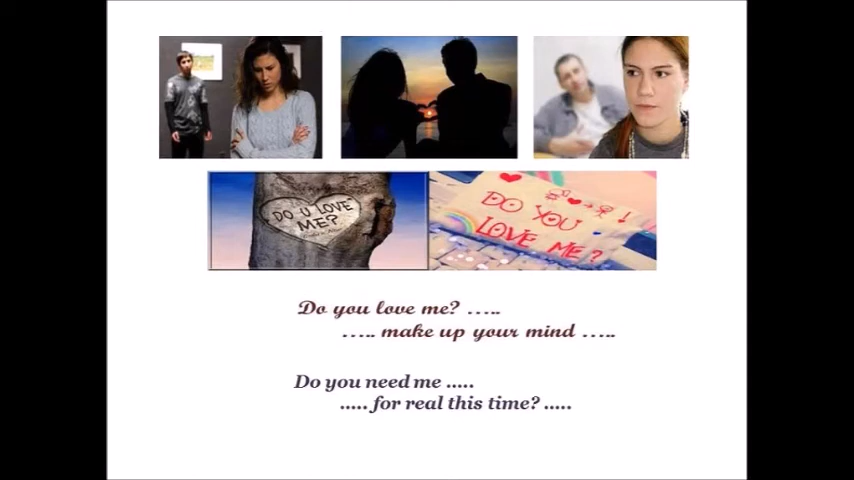 DO U LOVE
ME?
DO YOU
LOVE ME?
Do you love me? .....
..... make up your mind .....
Do you need me .....
..... for real this time? .....